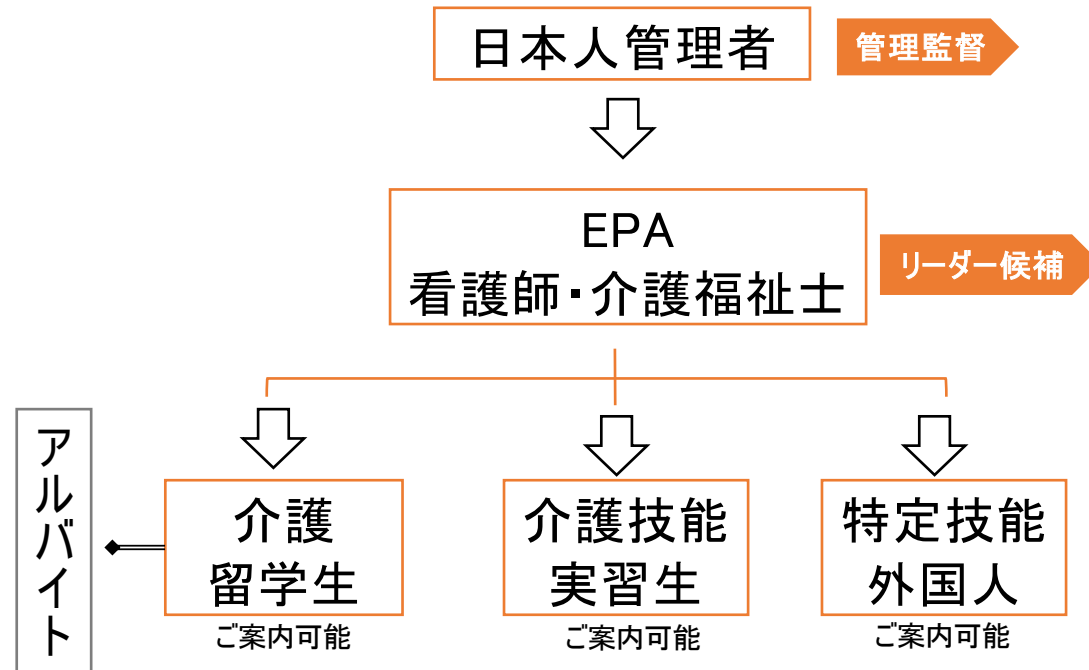 日本人管理者
管理監督
EPA
看護師・介護福祉士
リーダー候補
アルバイト
介護
留学生
ご案内可能
介護技能
実習生
ご案内可能
特定技能
外国人
ご案内可能